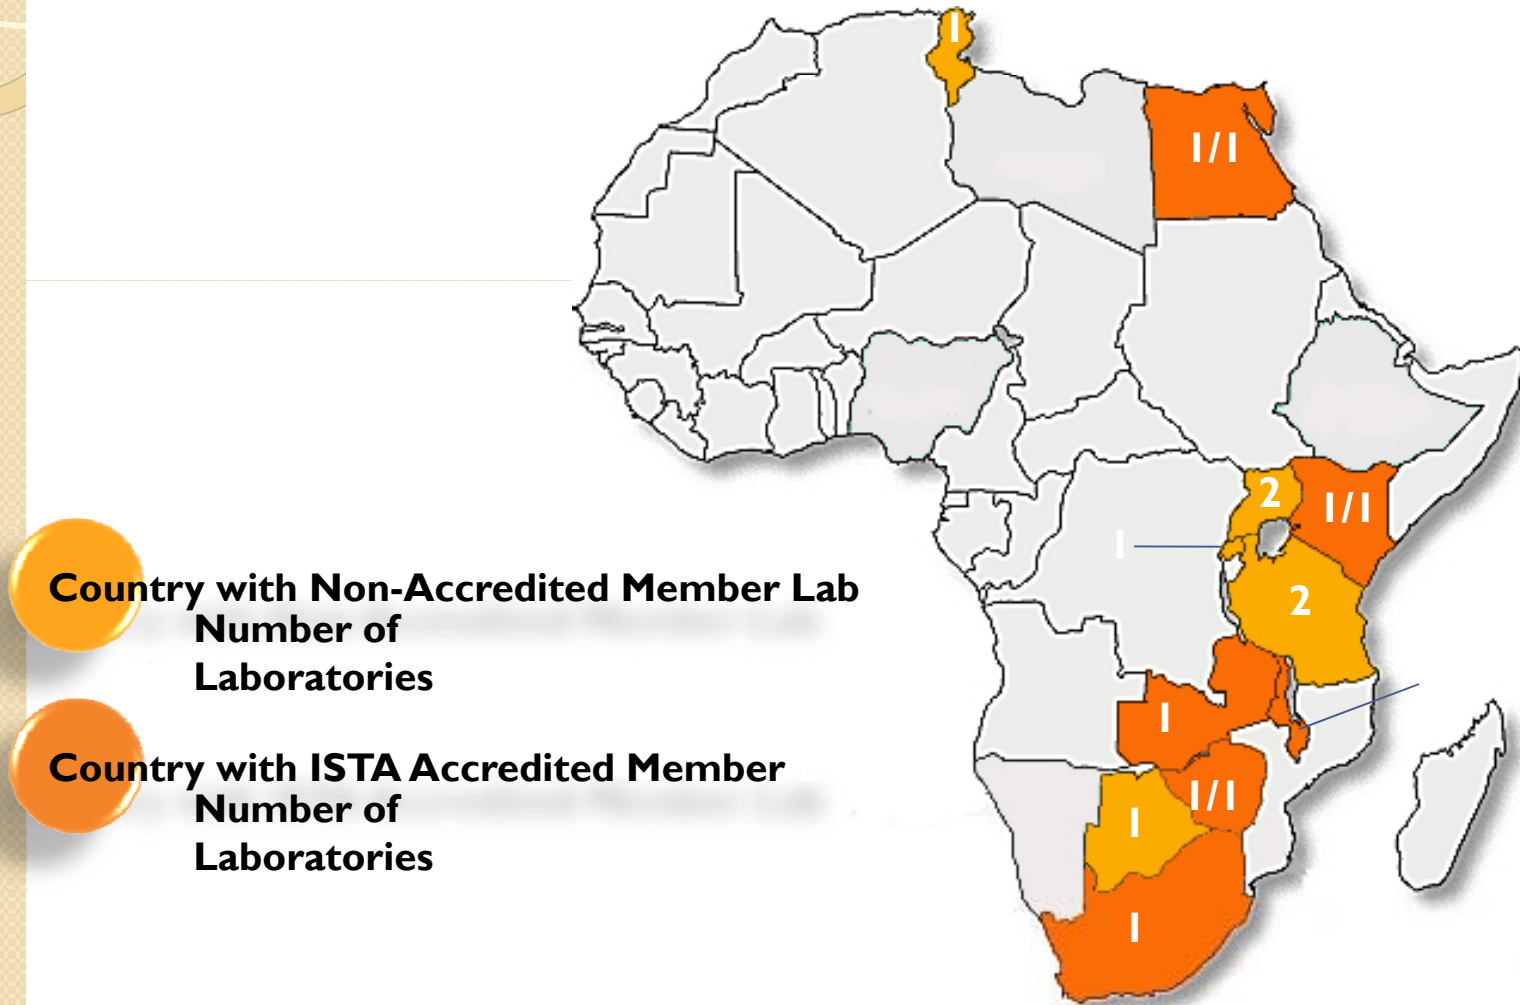 1
1/1
2
1/1
1
2
Country with Non-Accredited Member Lab
Number of
Laboratories
1
Country with ISTA Accredited Member
Number of
Laboratories
1/1
1
1